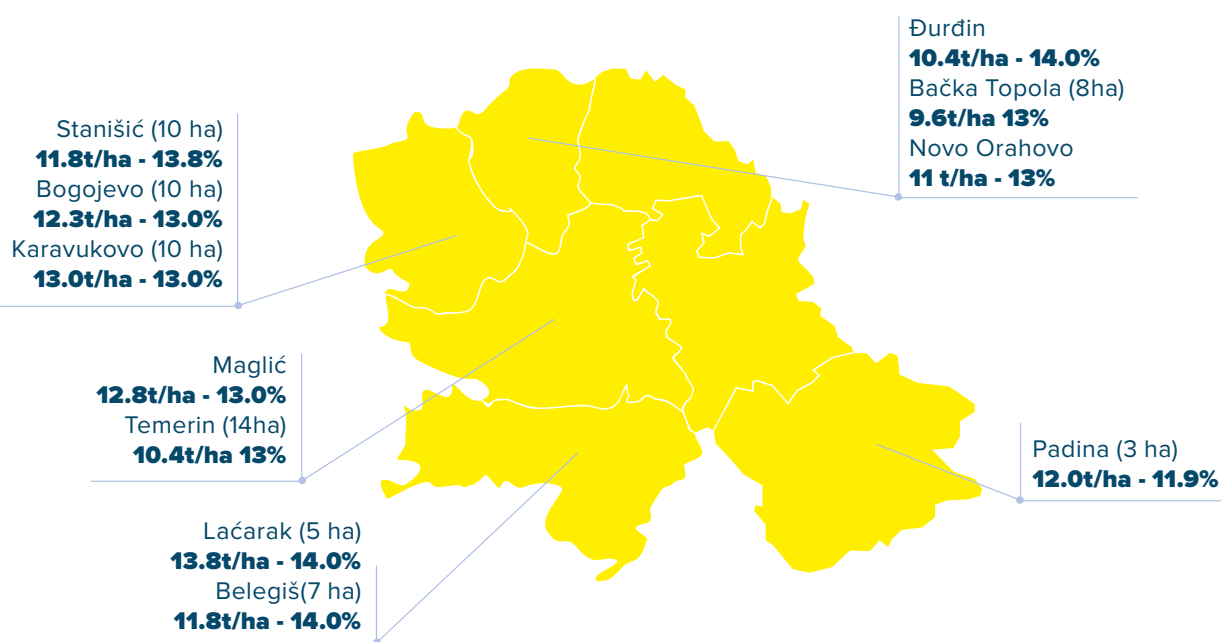 Đurđin
10.4t/ha - 14.0%
Bačka Topola (8ha)
9.6t/ha 13%
Novo Orahovo
11 t/ha - 13%
Stanišić (10 ha)
11.8t/ha - 13.8%
Bogojevo (10 ha)
12.3t/ha - 13.0%
Karavukovo (10 ha)
13.0t/ha - 13.0%
Maglić
12.8t/ha - 13.0%
Temerin (14ha)
10.4t/ha 13%
Padina (3 ha)
12.0t/ha - 11.9%
Laćarak (5 ha)
13.8t/ha - 14.0%
Belegiš(7 ha)
11.8t/ha - 14.0%